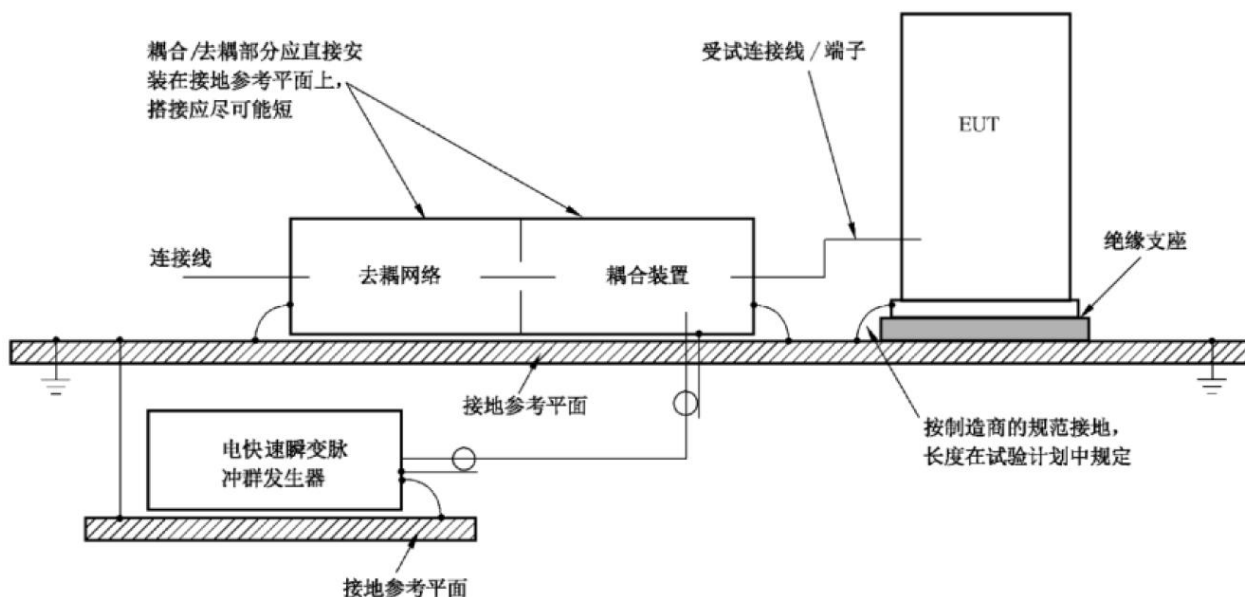 耦合/去耦部分应直接安
装在接地参考平面上，
搭接应尽可能短
受试连接线/端子
EUT
连接线
去耦网络
耦合装置
绝缘支座
接地参考平面
电快速瞬变脉
冲群发生器
按制造商的规范接地，
长度在试验计划中规定
接地参考平面